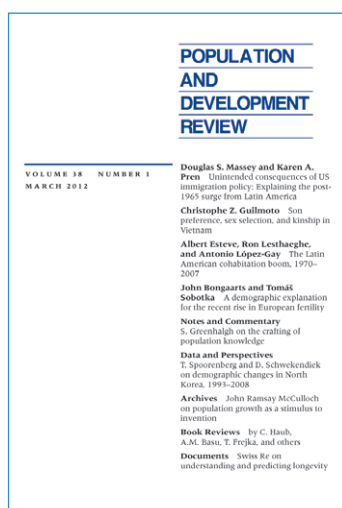 POPULATION
AND
DEVELOPMENT
REVIEW
VOLUME 38 NUMBER 1
MARCH 2012
Douglas S. Massey and Karen A.
Pren Unintended consequences of US
immigration policy: Explaining the post-
1965 surge from Latin America
Christophe Z. Guilmoto Son
preference, sex selection, and kinship in
Vietnam
Albert Esteve, Ron Lesthaeghe,
and Antonio López-Gay The Latin
American cohabitation boom, 1970–
2007
John Bongaarts and Tomáš
Sobotka A demographic explanation
for the recent rise in European fertility
Notes and Commentary
S. Greenhalgh on the crafting of
population knowledge
Data and Perspectives
T. Spoorenberg and D. Schwekendiek
on demographic changes in North
Korea, 1993–2008
Archives John Ramsay McCulloch
on population growth as a stimulus to
invention
Book Reviews by C. Haub,
A.M. Basu, T. Frejka, and others
Documents Swiss Re on
understanding and predicting longevity